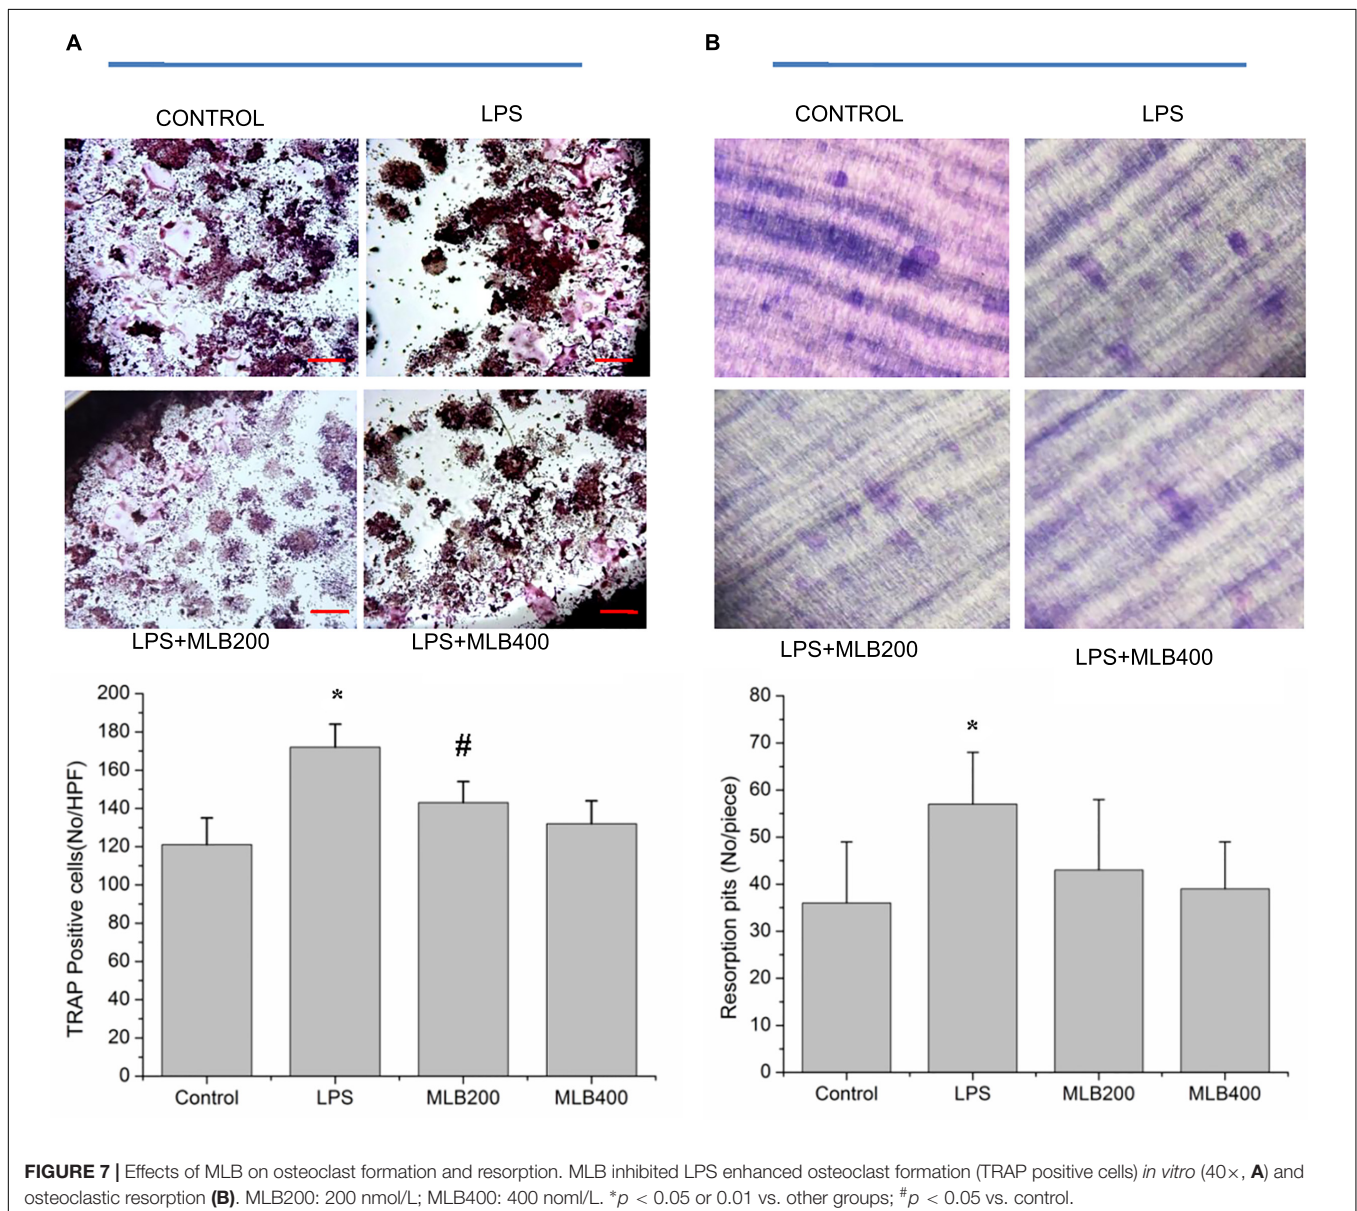 A
B
CONTROL
LPS
CONTROL
LPS
LPS+MLB200
LPS+MLB400
LPS+MLB200
LPS+MLB400
TRAP Positive cells(No/HPF)
200
180
160
140
120
100
80
60
40
20
0
*
#
Control
LPS
MLB200
MLB400
Resorption pits (No/piece)
80
70
60
50
40
30
20
10
0
*
Control
LPS
MLB200
MLB400
FIGURE 7 | Effects of MLB on osteoclast formation and resorption. MLB inhibited LPS enhanced osteoclast formation (TRAP positive cells) in vitro (40×, A) and
osteoclastic resorption (B). MLB200: 200 nmol/L; MLB400: 400 noml/L. *p < 0.05 or 0.01 vs. other groups; #p < 0.05 vs. control.